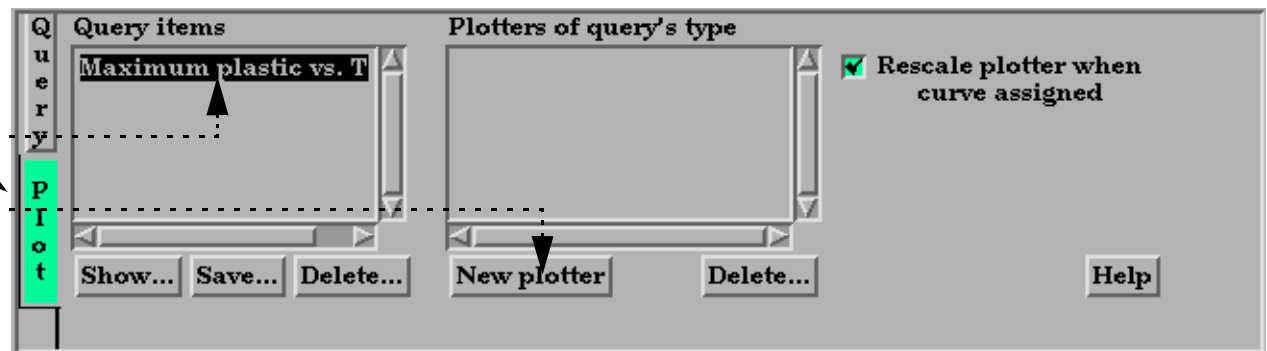 Query
Plot
Query items
Maximum plastic vs. T
Show...
Save...
Delete...
Plotters of query's type
New plotter
Delete...
Rescale plotter when
curve assigned
Help